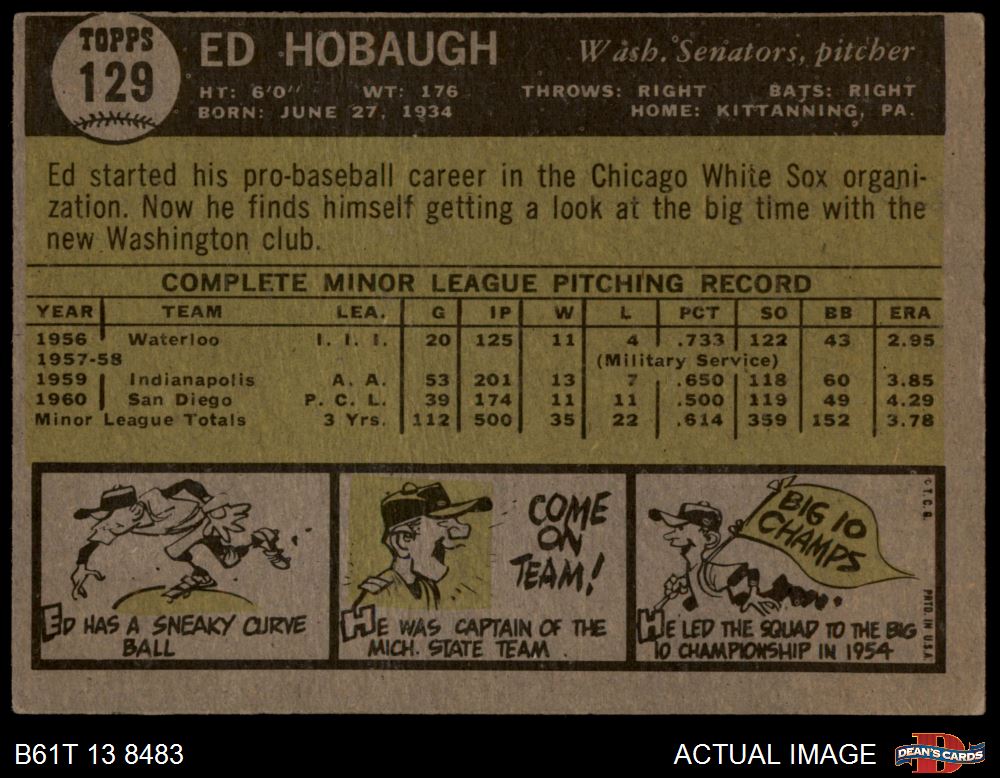 TOPPS
129
ED HOBAUGH
Wash. Senators, pitcher
HT: 6'0" WT: 176 THROWS: RIGHT BATS: RIGHT
BORN: JUNE 27, 1934 HOME: KITTANNING, PA.
Ed started his pro-baseball career in the Chicago White Sox organi-
zation. Now he finds himself getting a look at the big time with the
new Washington club.
COMPLETE MINOR LEAGUE PITCHING RECORD
YEAR TEAM LEA. G IP W L PCT SO BB ERA
1956 Waterloo I. I. I. 20 125 11 4 .733 122 43 2.95
1957-58 (Military Service)
1959 Indianapolis A. A. 53 201 13 7 .650 118 60 3.85
1960 San Diego P. C. L. 39 174 11 11 .500 119 49 4.29
Minor League Totals 3 Yrs. 112 500 35 22 .614 359 152 3.78
ED HAS A SNEAKY CURVE
BALL
COME
ON
TEAM!
HE WAS CAPTAIN OF THE
MICH. STATE TEAM
BIG 10
CHAMPS
HE LED THE SQUAD TO THE BIG
10 CHAMPIONSHIP IN 1954
© T.C.G.
PRTD IN U.S.A.
B61T 13 8483
ACTUAL IMAGE
DEAN'S CARDS